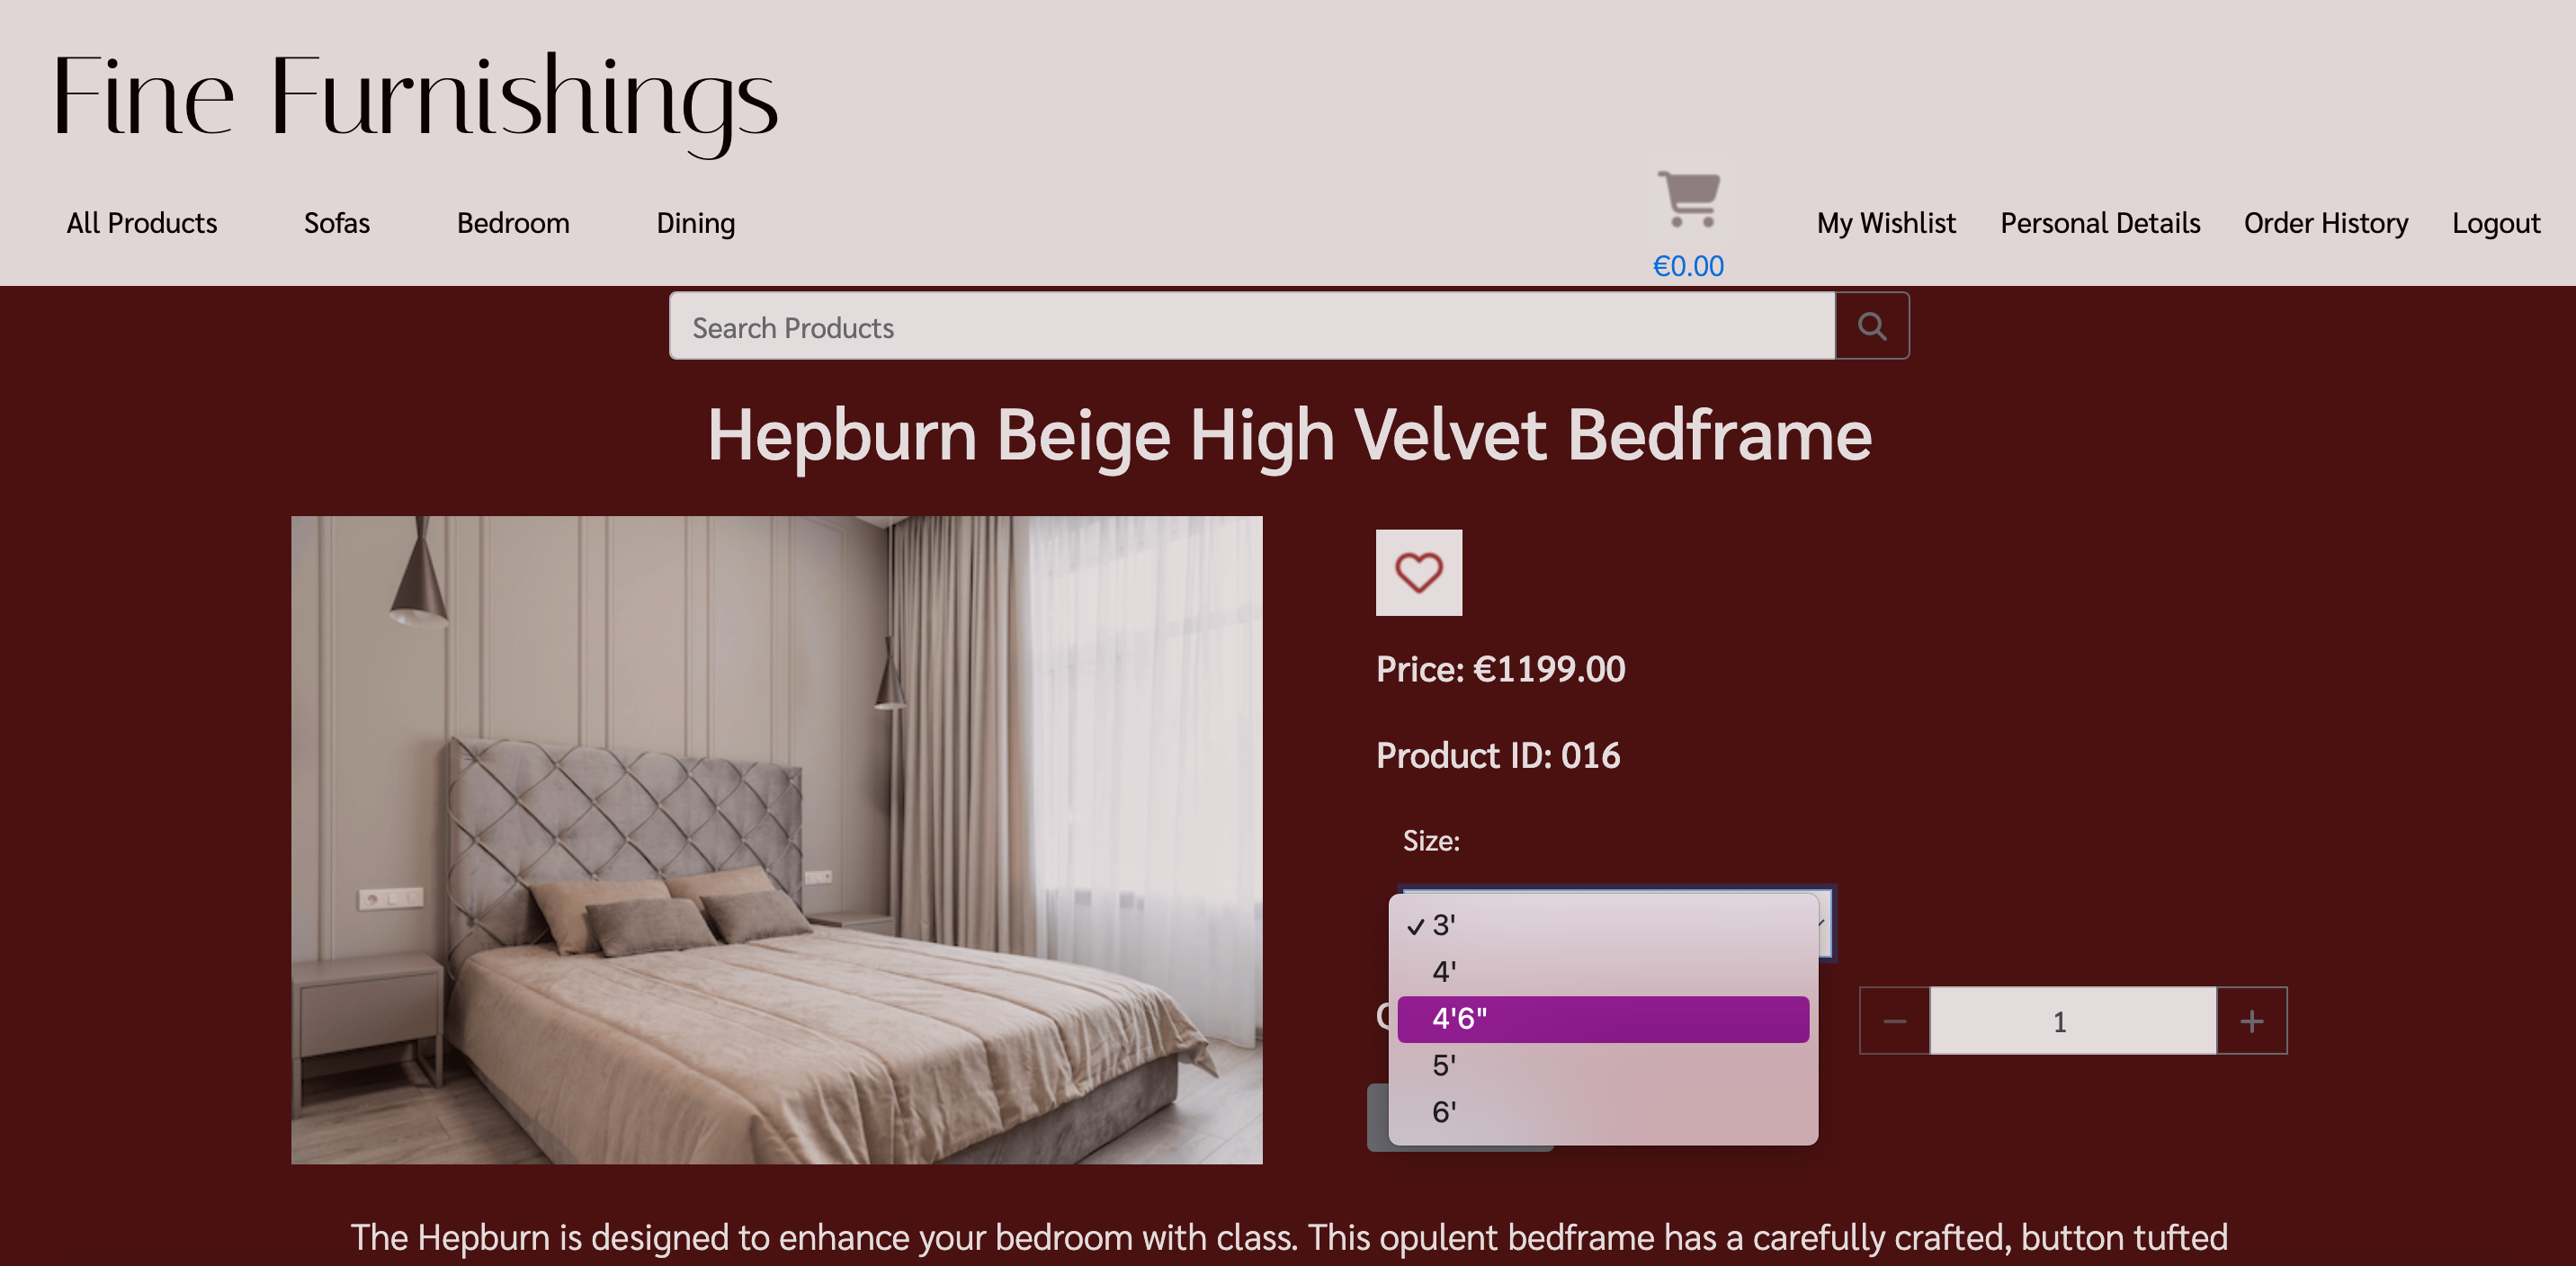 Fine Furnishings
All Products Sofas Bedroom Dining My Wishlist Personal Details Order History Logout
€0.00
Search Products
Hepburn Beige High Velvet Bedframe
Price: €1199.00
Product ID: 016
Size:
✓ 3'
4'
4'6"
5'
6'
1
The Hepburn is designed to enhance your bedroom with class. This opulent bedframe has a carefully crafted, button tufted